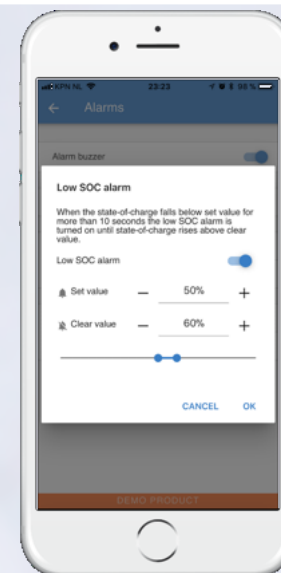 KPN NL 23:23 95 %
Alarms
Alarm buzzer
Low SOC alarm
When the state-of-charge falls below set value for
more than 10 seconds the low SOC alarm is
turned on until state-of-charge rises above clear
value.
Low SOC alarm
Set value — 50% +
Clear value — 60% +
CANCEL OK
DEMO PRODUCT